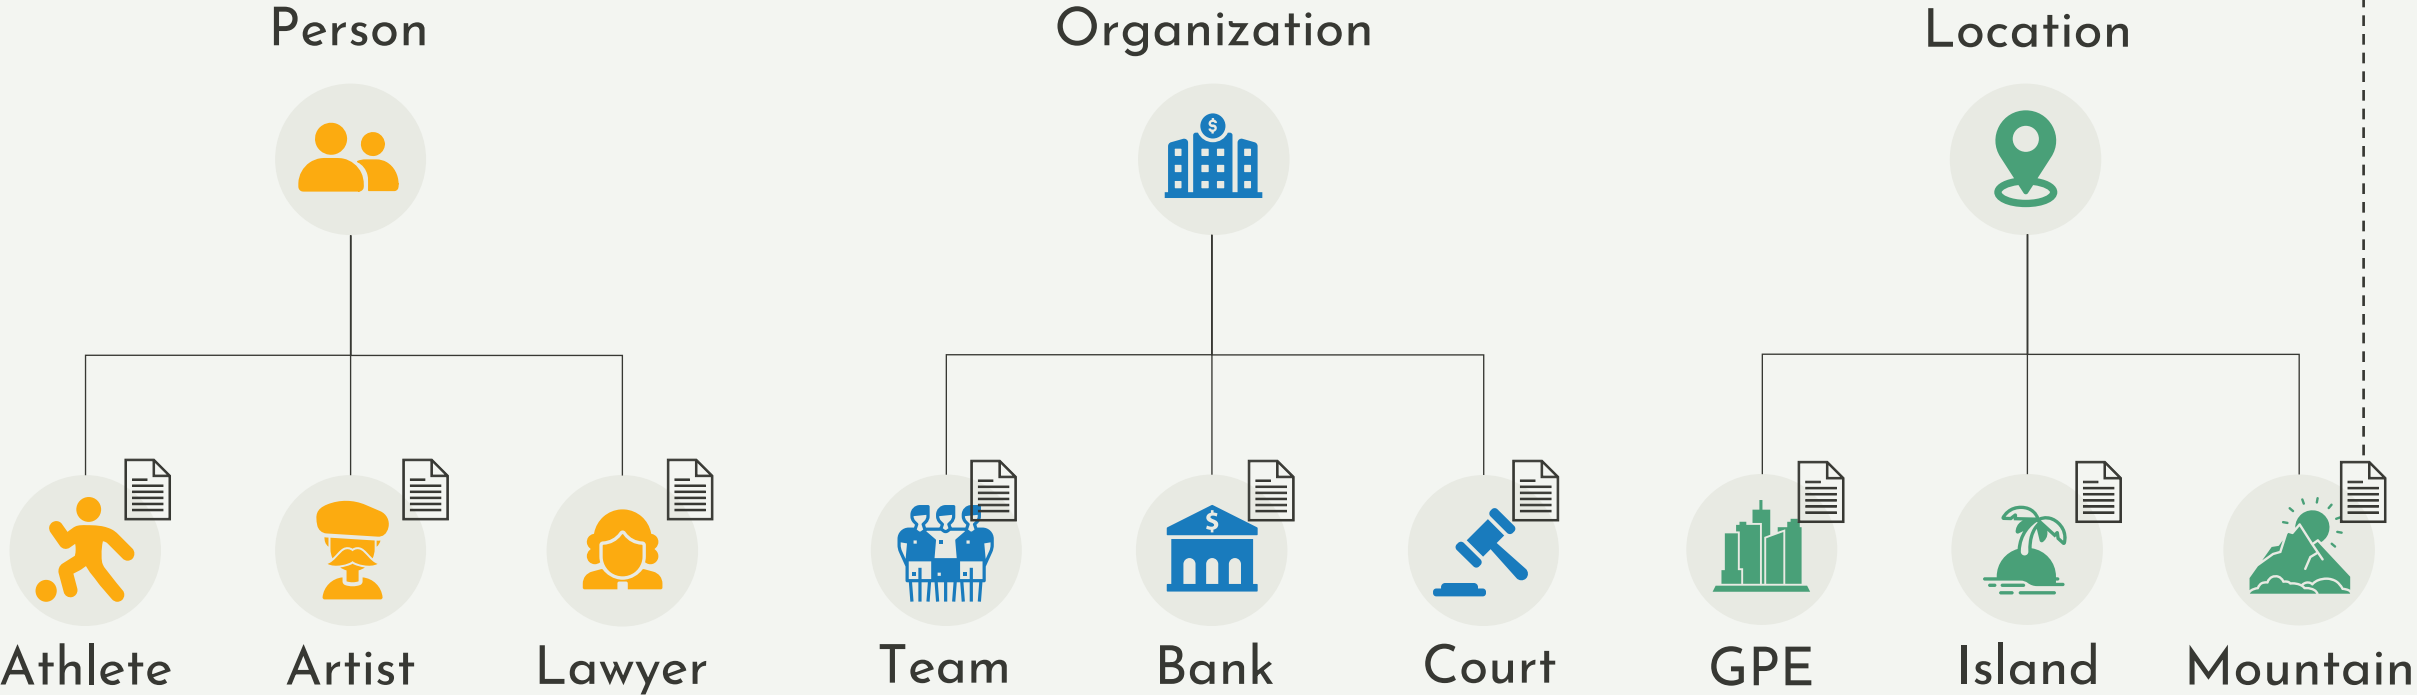 Person
Organization
Location
$
$
Athlete
Artist
Lawyer
Team
Bank
Court
GPE
Island
Mountain